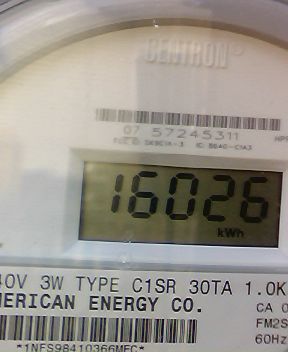 CENTRON®
07 57245311
16026
kWh
40V 3W TYPE C1SR 30TA 1.0K
MERICAN ENERGY CO.
CA 0
FM2S
60Hz
*1NFS98410366MEC*